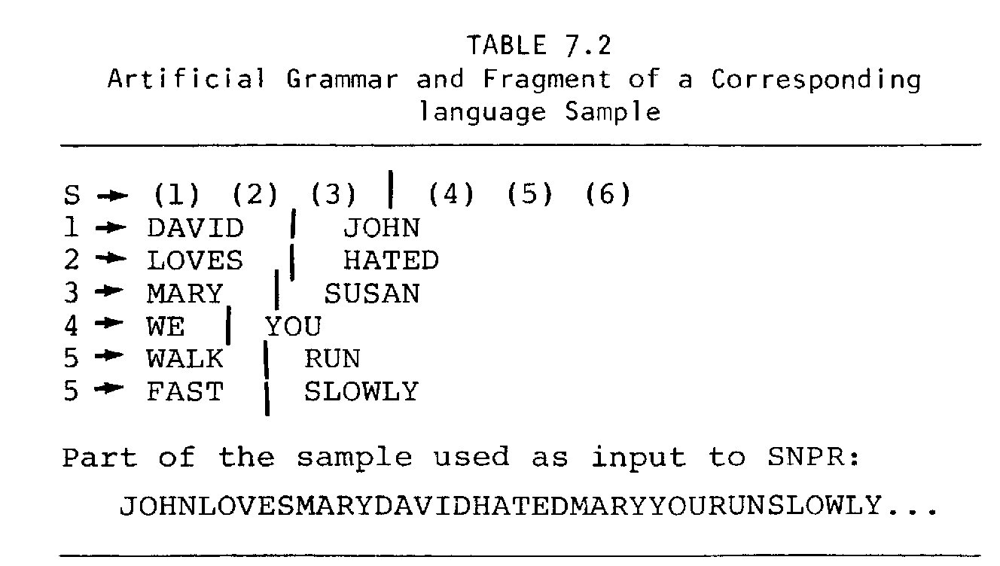 TABLE 7.2
Artificial Grammar and Fragment of a Corresponding
language Sample
S → (1) (2) (3) | (4) (5) (6)
1 → DAVID | JOHN
2 → LOVES | HATED
3 → MARY | SUSAN
4 → WE | YOU
5 → WALK | RUN
5 → FAST | SLOWLY
Part of the sample used as input to SNPR:
JOHNLOVESMARYDAVIDHATEDMARYYOURUNSLOWLY...